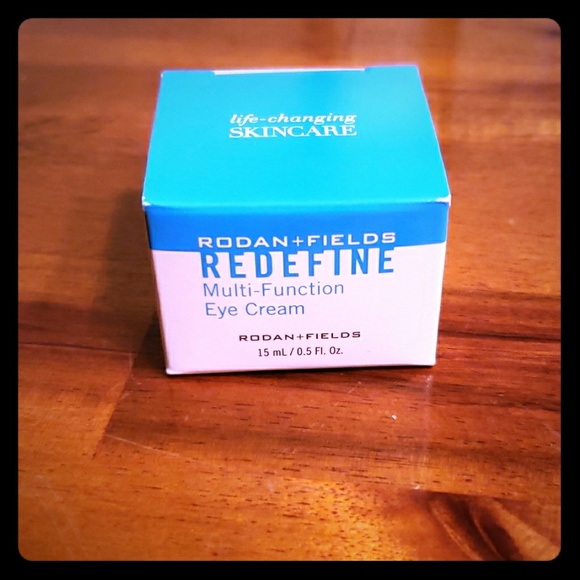 life-changing
SKINCARE
RODAN+FIELDS
REDEFINE
Multi-Function
Eye Cream
RODAN+FIELDS
15 mL / 0.5 Fl. Oz.